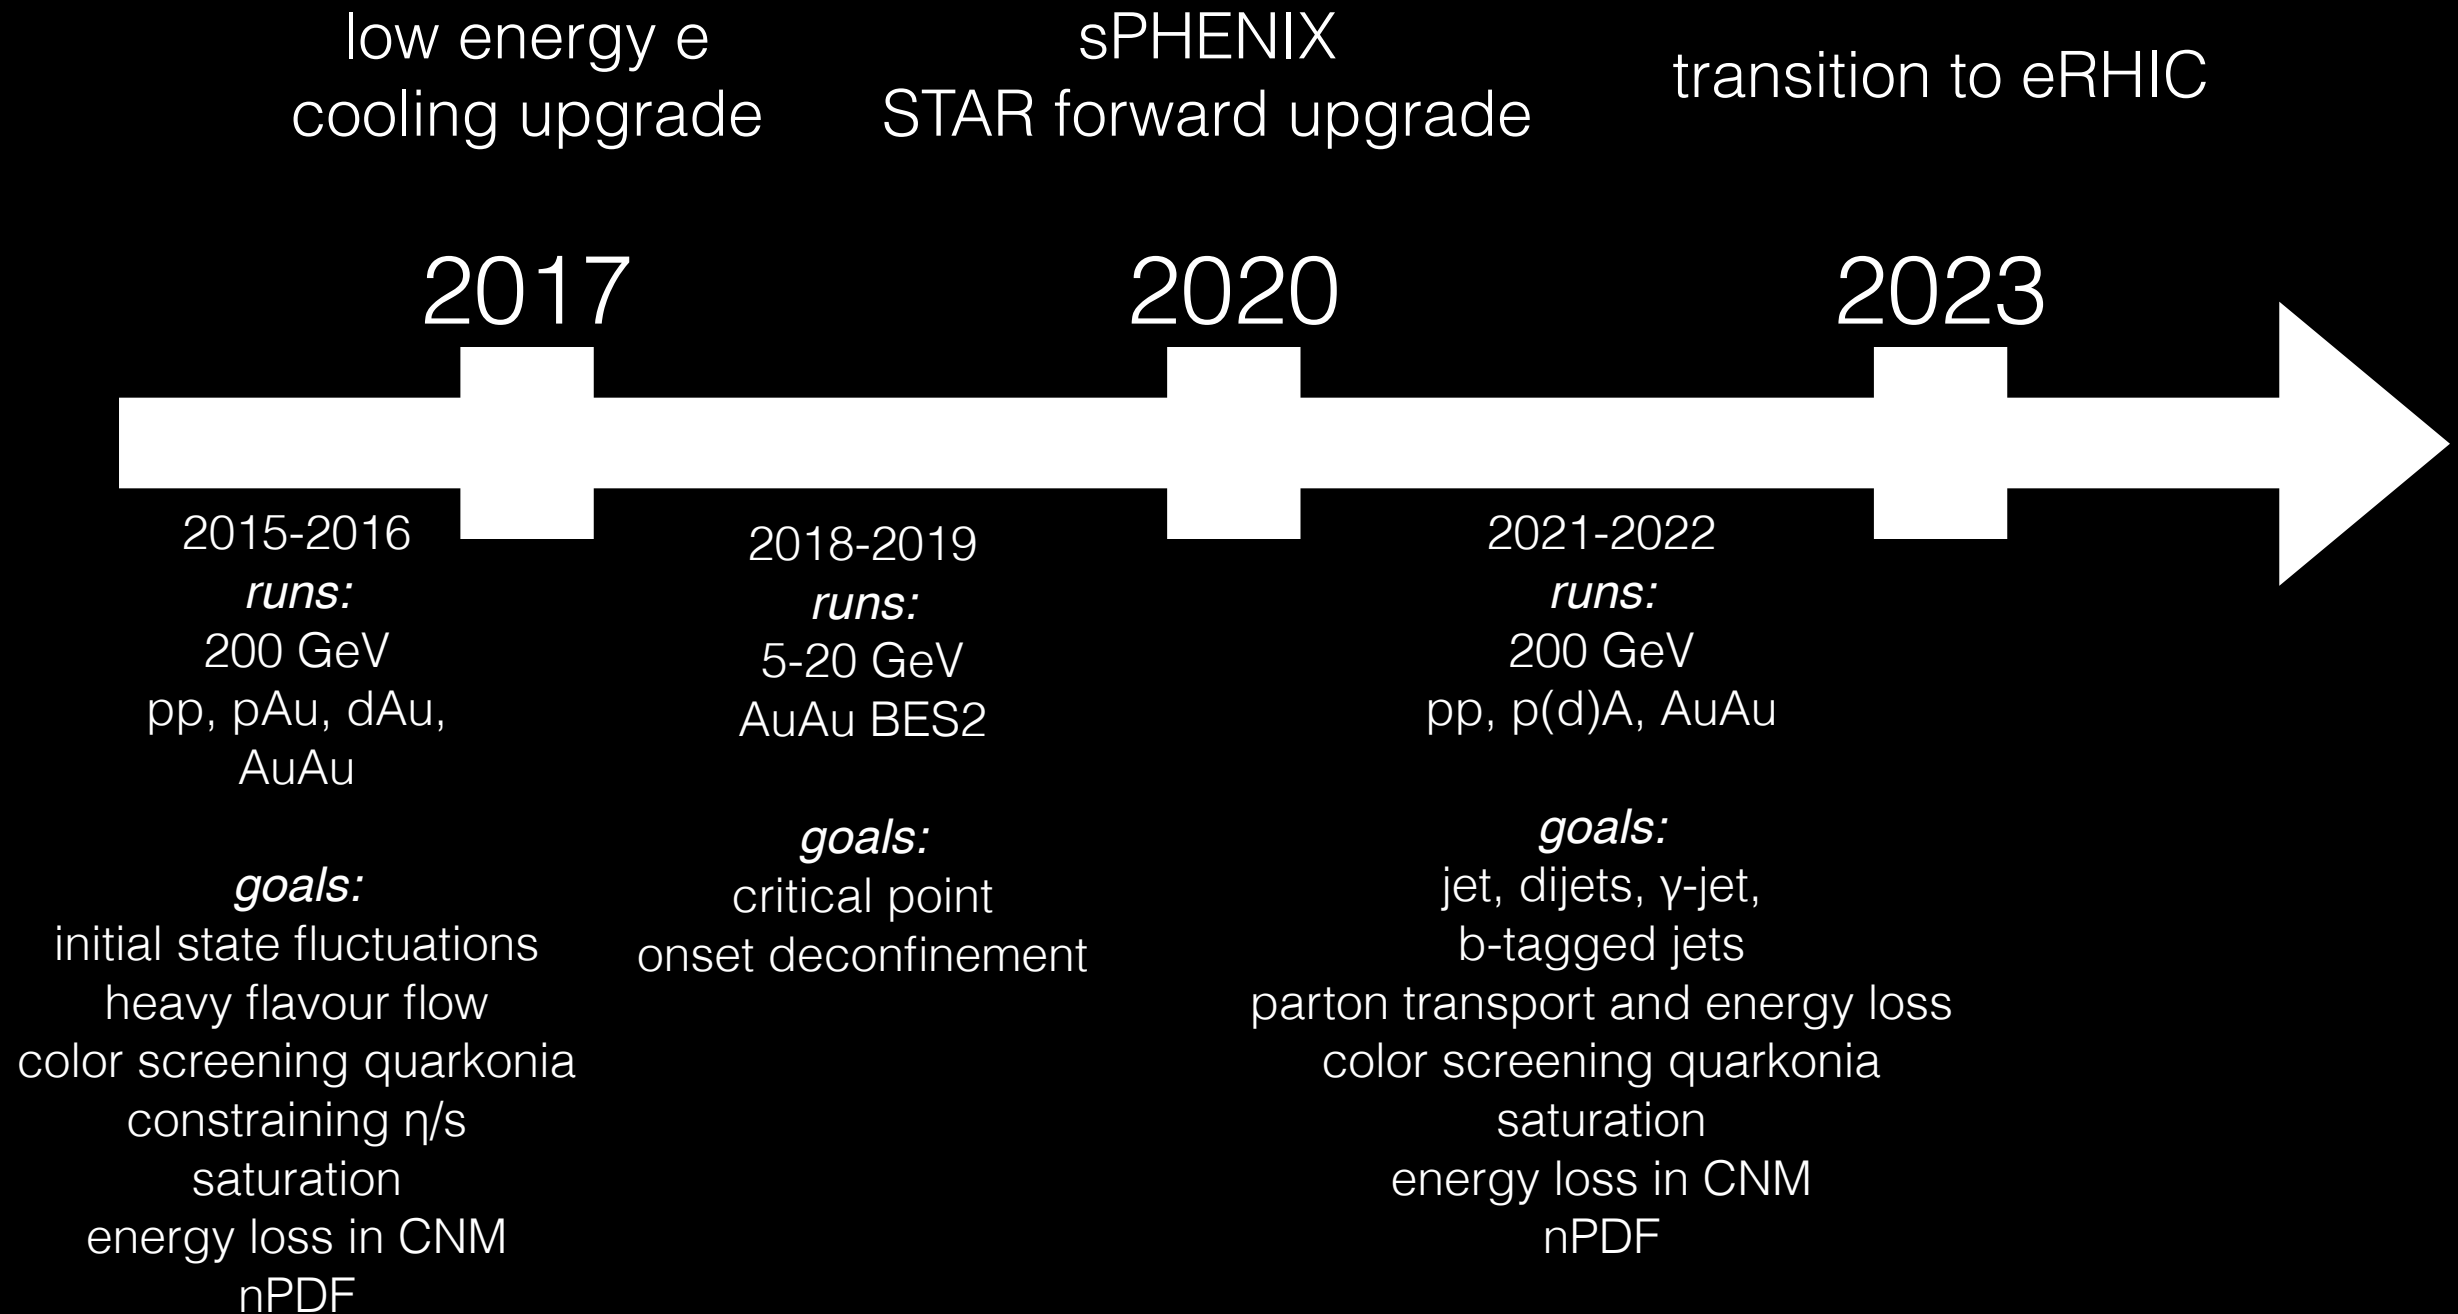 low energy e
cooling upgrade
sPHENIX
STAR forward upgrade
transition to eRHIC
2017
2020
2023
2015-2016
runs:
200 GeV
pp, pAu, dAu,
AuAu
goals:
initial state fluctuations
heavy flavour flow
color screening quarkonia
constraining η/s
saturation
energy loss in CNM
nPDF
2018-2019
runs:
5-20 GeV
AuAu BES2
goals:
critical point
onset deconfinement
2021-2022
runs:
200 GeV
pp, p(d)A, AuAu
goals:
jet, dijets, γ-jet,
b-tagged jets
parton transport and energy loss
color screening quarkonia
saturation
energy loss in CNM
nPDF